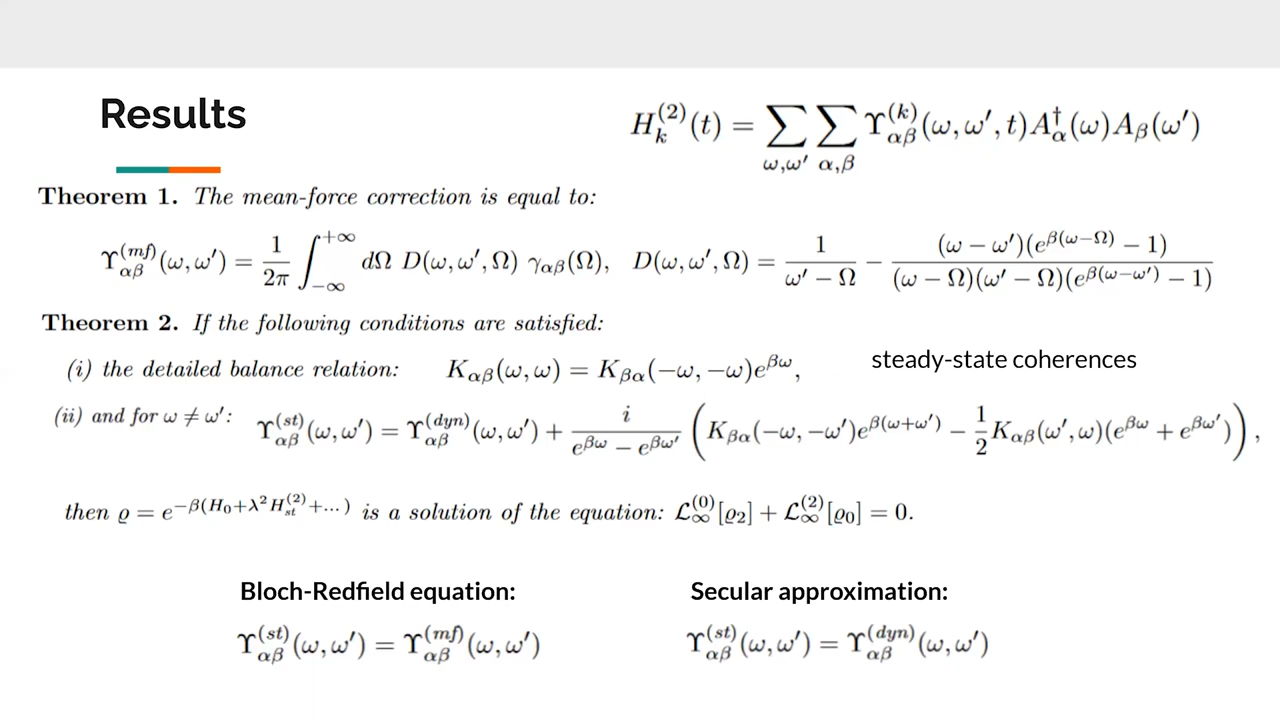 Results
H_k^{(2)}(t) = \sum_{\omega,\omega'} \sum_{\alpha,\beta} \Upsilon_{\alpha\beta}^{(k)}(\omega,\omega',t) A_\alpha^\dagger(\omega) A_\beta(\omega')
Theorem 1. The mean-force correction is equal to:
\Upsilon_{\alpha\beta}^{(mf)}(\omega,\omega') = \frac{1}{2\pi} \int_{-\infty}^{+\infty} d\Omega \, D(\omega,\omega',\Omega) \, \gamma_{\alpha\beta}(\Omega), \quad D(\omega,\omega',\Omega) = \frac{1}{\omega'-\Omega} - \frac{(\omega-\omega')(e^{\beta(\omega-\Omega)}-1)}{(\omega-\Omega)(\omega'-\Omega)(e^{\beta(\omega-\omega')}-1)}
Theorem 2. If the following conditions are satisfied:
(i) the detailed balance relation: K_{\alpha\beta}(\omega,\omega) = K_{\beta\alpha}(-\omega,-\omega)e^{\beta\omega}, steady-state coherences
(ii) and for \omega \neq \omega': \Upsilon_{\alpha\beta}^{(st)}(\omega,\omega') = \Upsilon_{\alpha\beta}^{(dyn)}(\omega,\omega') + \frac{i}{e^{\beta\omega}-e^{\beta\omega'}} \left( K_{\beta\alpha}(-\omega,-\omega')e^{\beta(\omega+\omega')} - \frac{1}{2} K_{\alpha\beta}(\omega',\omega)(e^{\beta\omega}+e^{\beta\omega'}) \right),
then \varrho = e^{-\beta(H_0+\lambda^2 H_{st}^{(2)}+\ldots)} is a solution of the equation: \mathcal{L}_\infty^{(0)}[\varrho_2] + \mathcal{L}_\infty^{(2)}[\varrho_0] = 0.
Bloch-Redfield equation: Secular approximation:
\Upsilon_{\alpha\beta}^{(st)}(\omega,\omega') = \Upsilon_{\alpha\beta}^{(mf)}(\omega,\omega') \Upsilon_{\alpha\beta}^{(st)}(\omega,\omega') = \Upsilon_{\alpha\beta}^{(dyn)}(\omega,\omega')